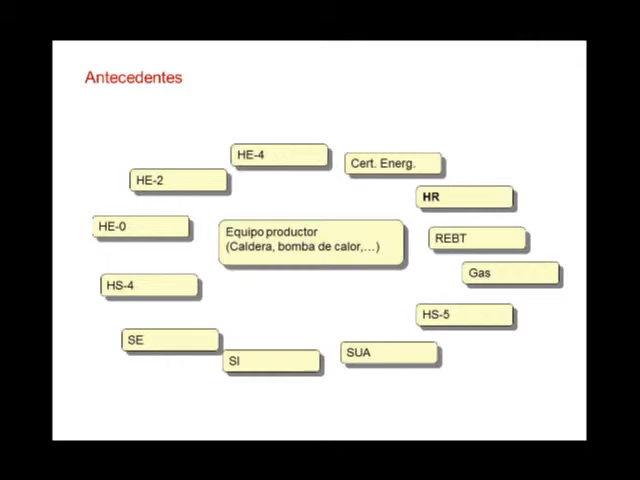 Antecedentes
HE-4
Cert. Energ.
HE-2
HR
HE-0
Equipo productor
(Caldera, bomba de calor,...)
REBT
Gas
HS-4
HS-5
SE
SI
SUA